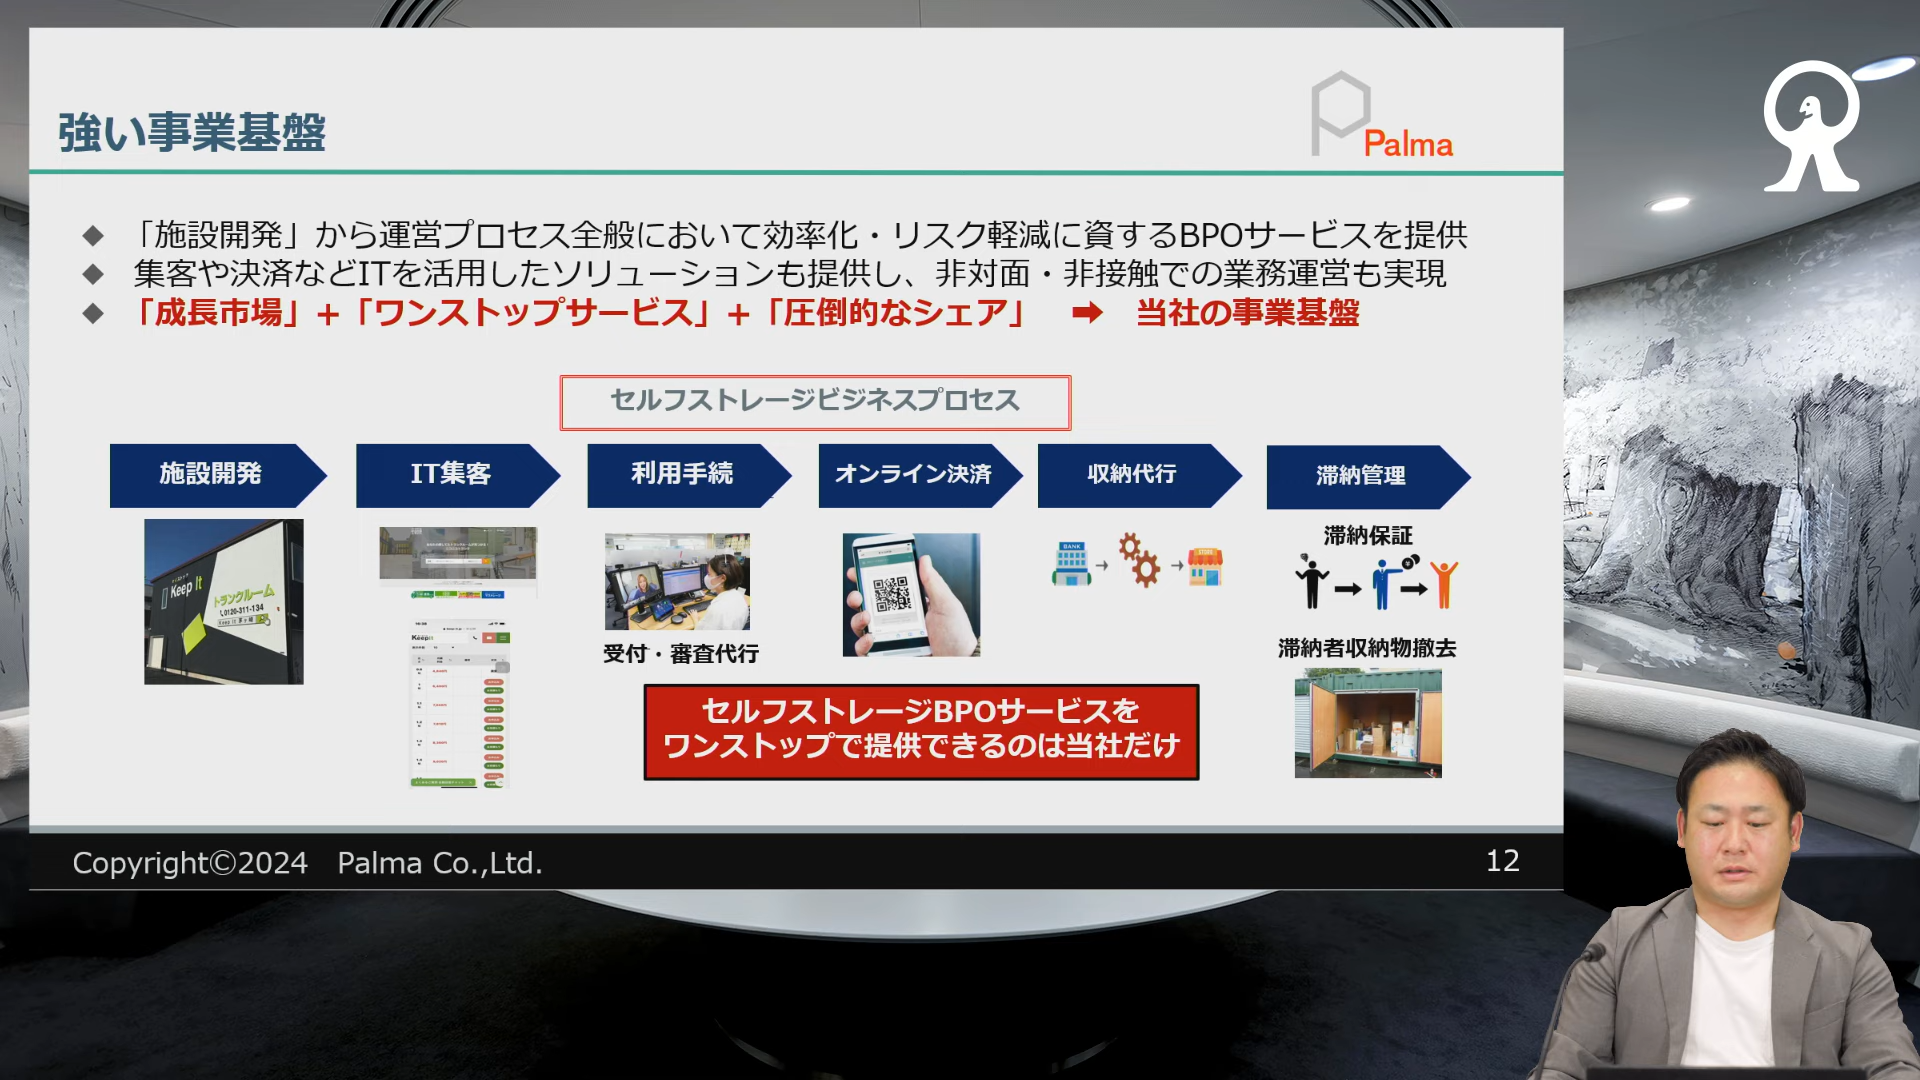 強い事業基盤
Palma
◆ 「施設開発」から運営プロセス全般において効率化・リスク軽減に資するBPOサービスを提供
◆ 集客や決済などITを活用したソリューションも提供し、非対面・非接触での業務運営も実現
◆ 「成長市場」+「ワンストップサービス」+「圧倒的なシェア」 ➡ 当社の事業基盤
セルフストレージビジネスプロセス
施設開発
IT集客
利用手続
オンライン決済
収納代行
滞納管理
Keep It
トランクルーム
0120-311-134
受付・審査代行
BANK
STORE
滞納保証
滞納者収納物撤去
セルフストレージBPOサービスを
ワンストップで提供できるのは当社だけ
Copyright©2024 Palma Co.,Ltd.
12